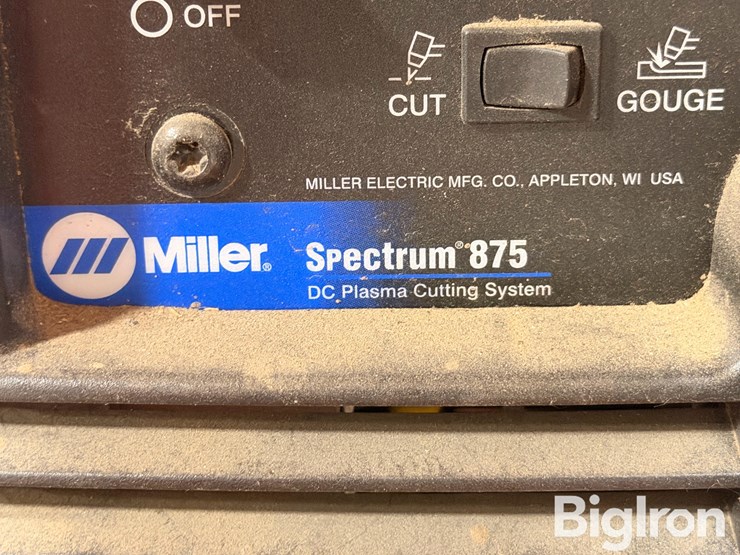 OFF
CUT
GOUGE
MILLER ELECTRIC MFG. CO., APPLETON, WI USA
Miller® Spectrum® 875
DC Plasma Cutting System
BigIron